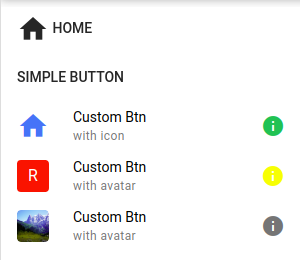 HOME
SIMPLE BUTTON
Custom Btn
with icon
R
Custom Btn
with avatar
Custom Btn
with avatar